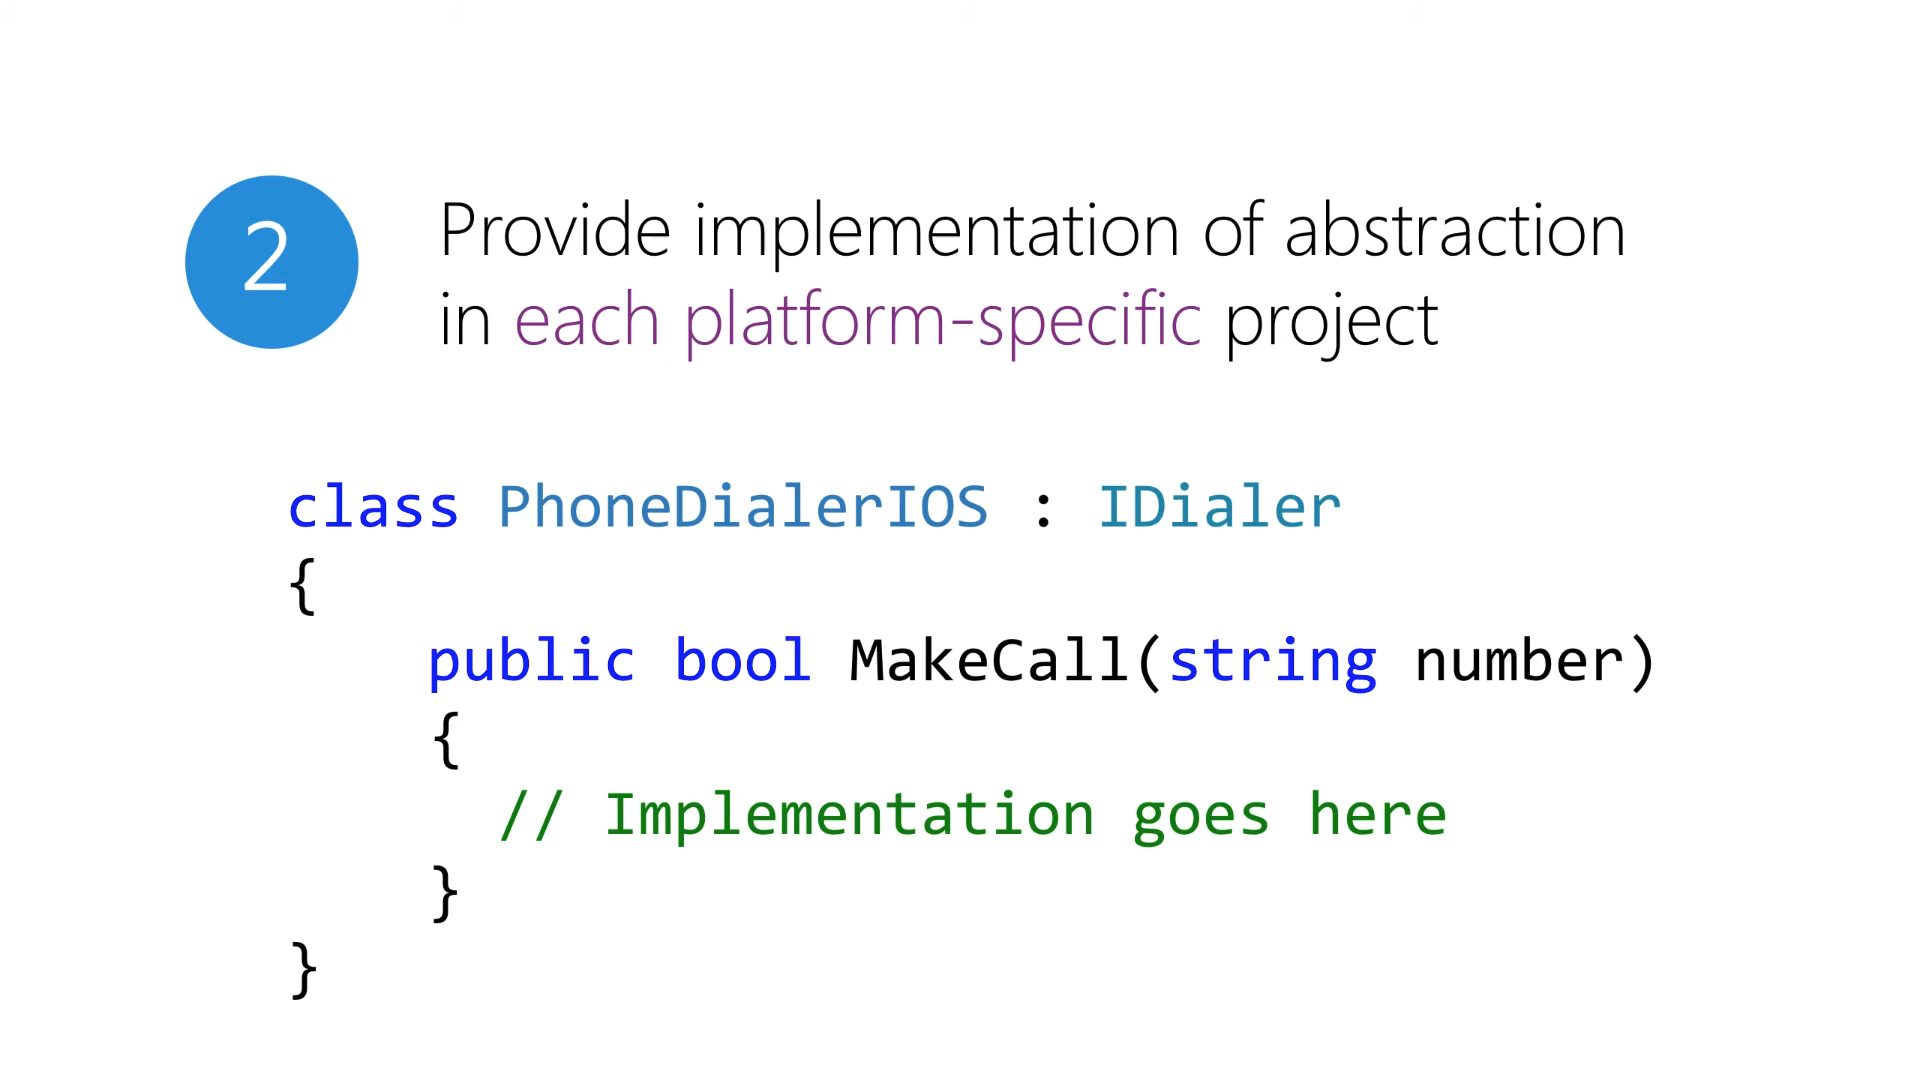 2
Provide implementation of abstraction
in each platform-specific project
class PhoneDialerIOS : IDialer
{
    public bool MakeCall(string number)
    {
      // Implementation goes here
    }
}